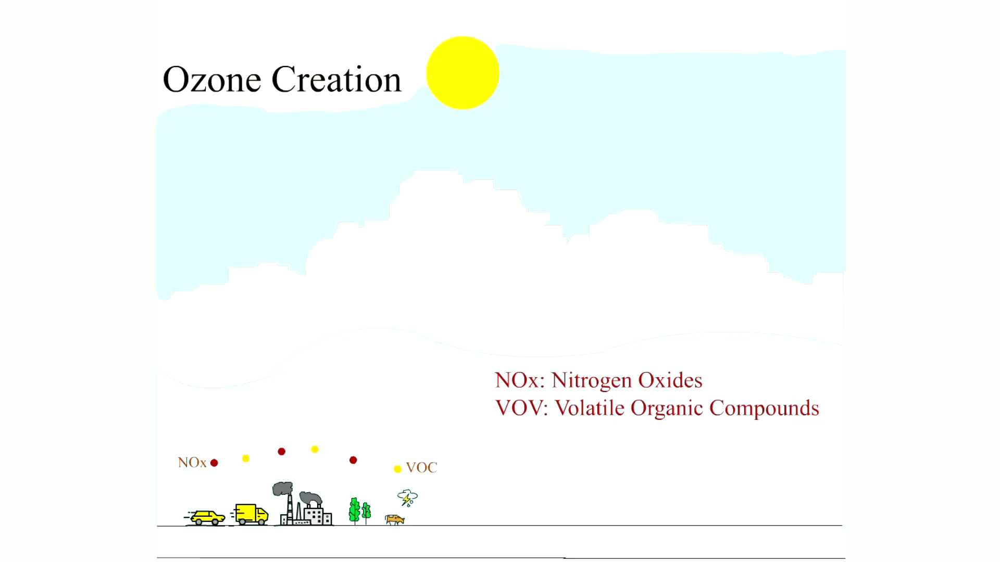 Ozone Creation
NOx: Nitrogen Oxides
VOV: Volatile Organic Compounds
NOx
VOC